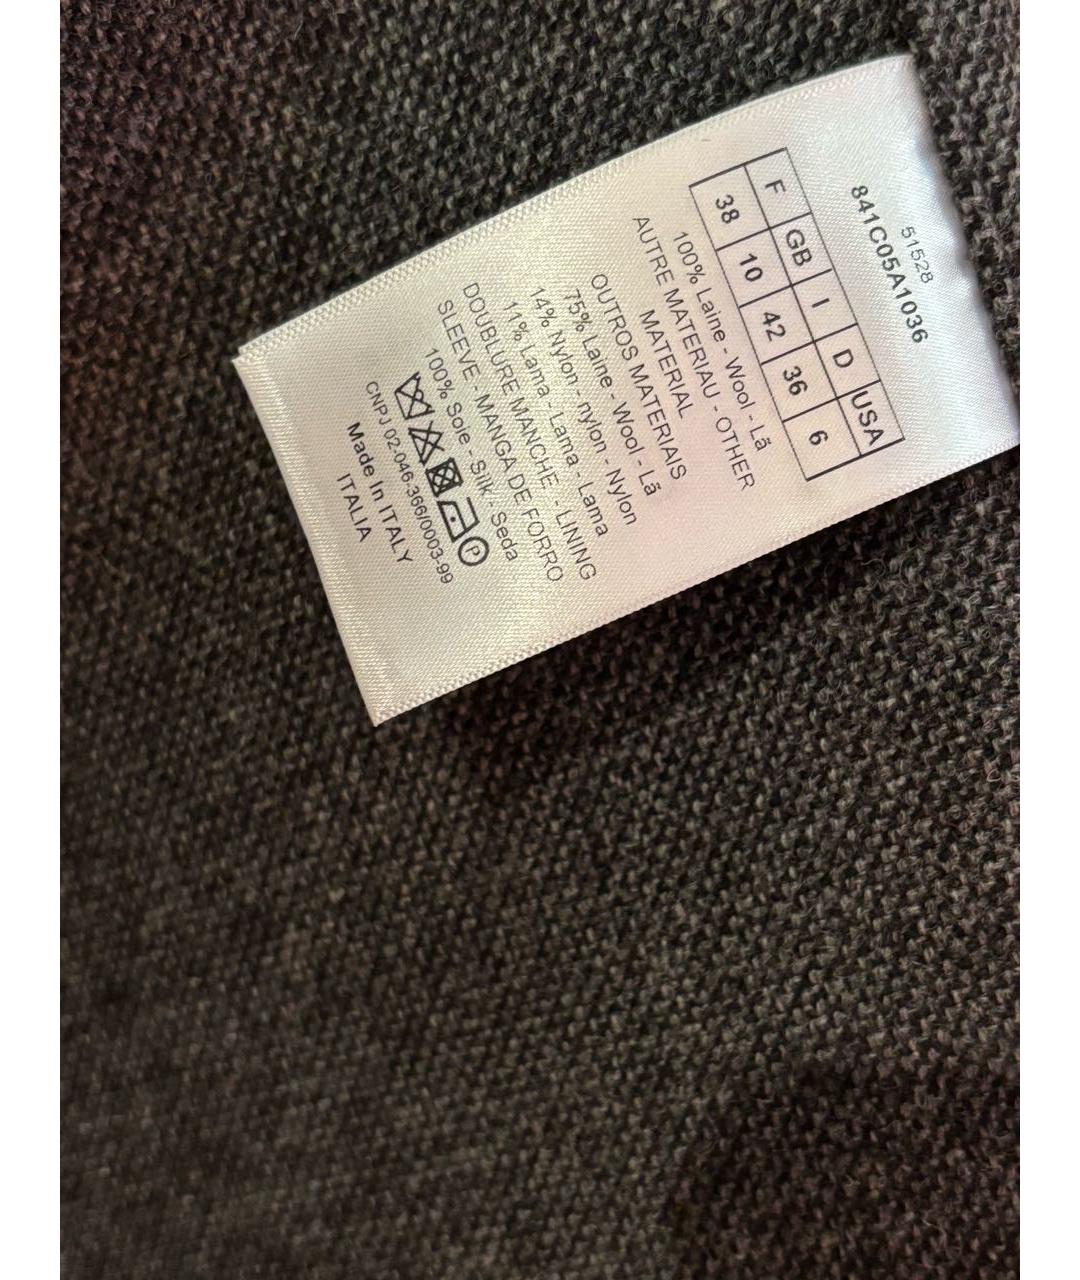 51528
841C05A1036
F GB I D USA
38 10 42 36 6
100% Laine - Wool - Lã
AUTRE MATERIAU - OTHER
MATERIAL
OUTROS MATERIAIS
75% Laine - Wool - Lã
14% Nylon - nylon - Nylon
11% Lama - Lama - Lama
DOUBLURE MANCHE - LINING
SLEEVE - MANGA DE FORRO
100% Soie - Silk - Seda
P
CNPJ 02-046-366/0003-99
Made In ITALY
ITALIA